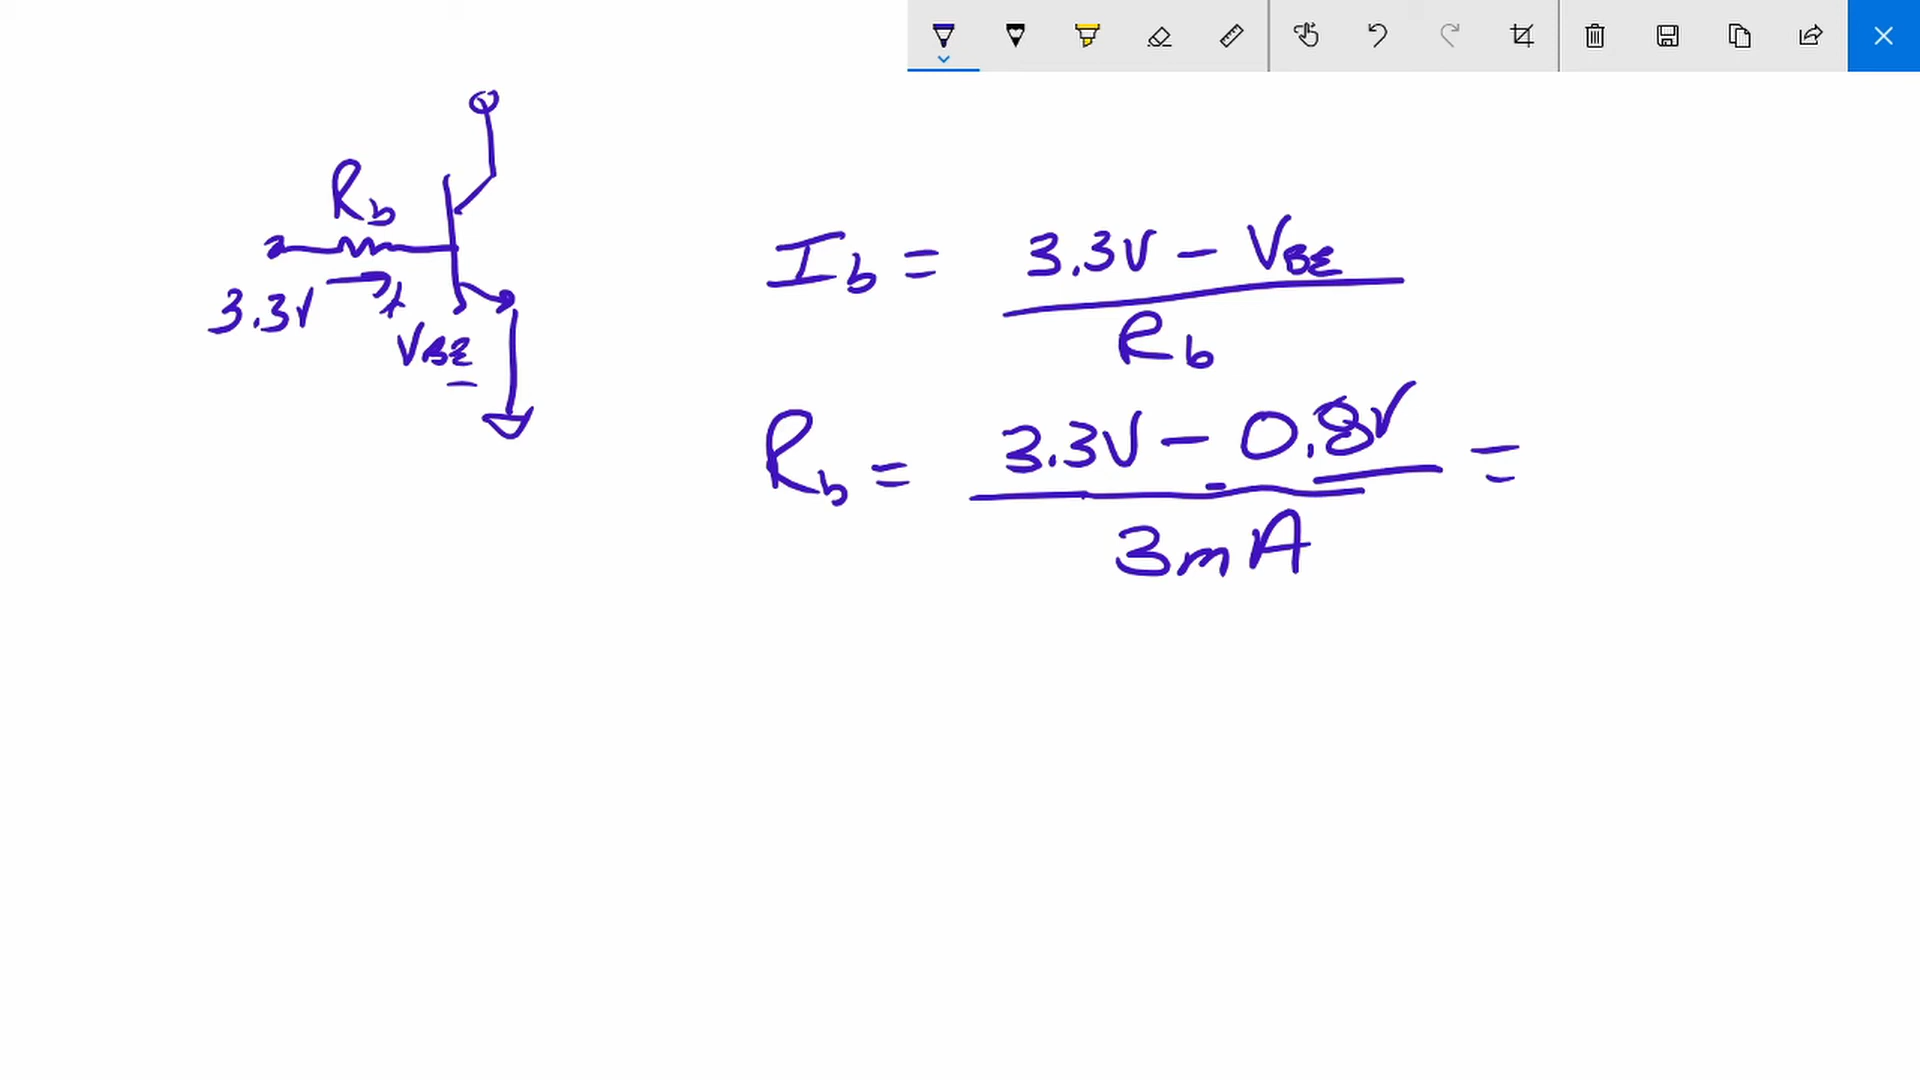 Rb
3.3V
+
VBE
−
Ib = 3.3V − VBE
Rb
Rb = 3.3V − 0.8V =
3mA